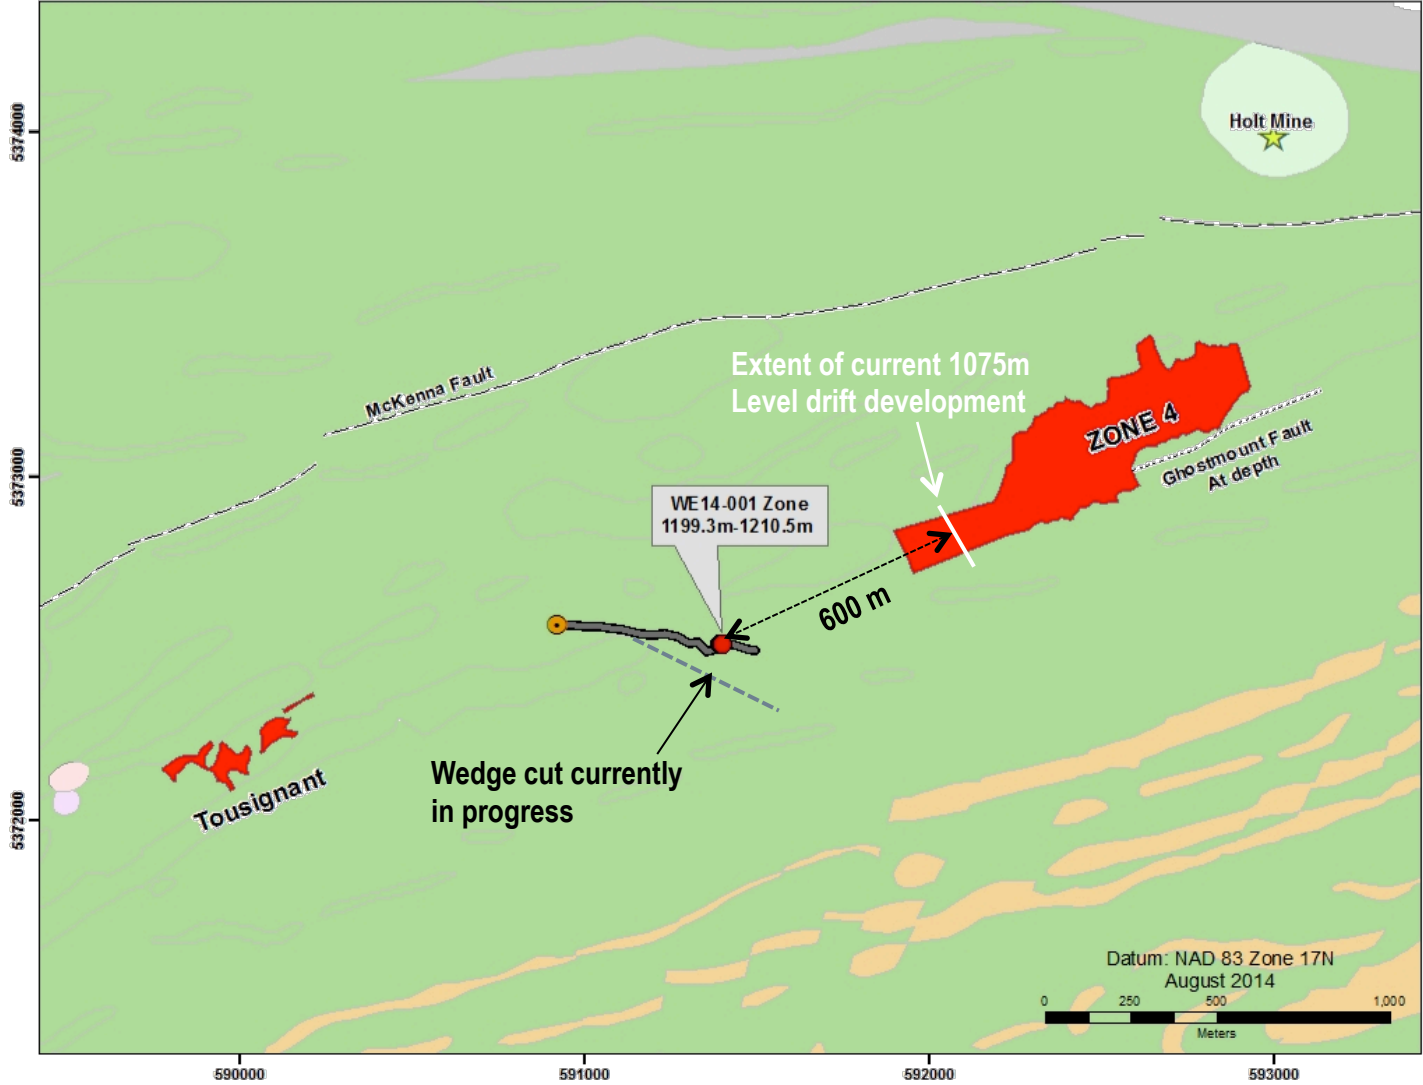 5374000
Holt Mine
Extent of current 1075m
Level drift development
McKenna Fault
ZONE 4
Ghostmount Fault
At depth
5373000
WE14-001 Zone
1199.3m-1210.5m
600 m
Wedge cut currently
in progress
Tousignant
5372000
Datum: NAD 83 Zone 17N
August 2014
0 250 500 1,000
Meters
590000 591000 592000 593000